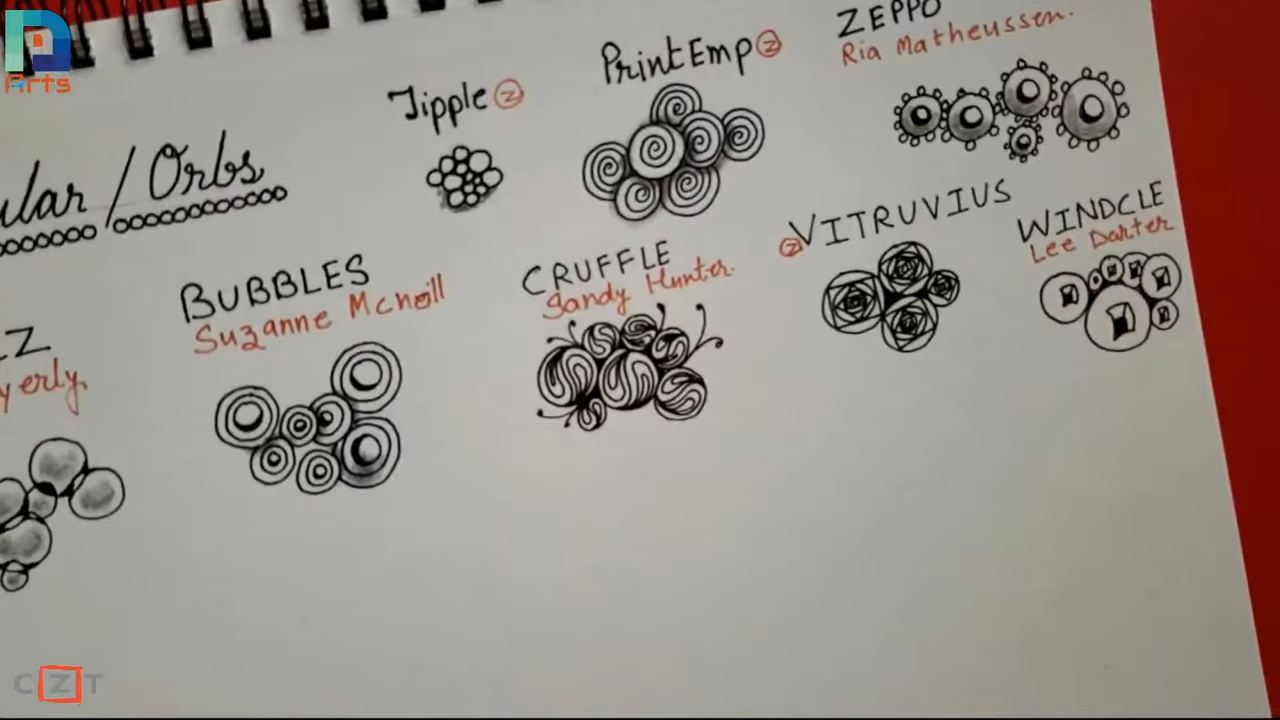 Arts
ular / Orbs
Tipple Z
PrintEmp Z
ZEPPO
Ria Matheussen.
BUBBLES
Suzanne Mcneill
CRUFFLE
Sandy Hunter.
Z VITRUVIUS
WINDCLE
Lee Darter
Z
yerly.
CZT